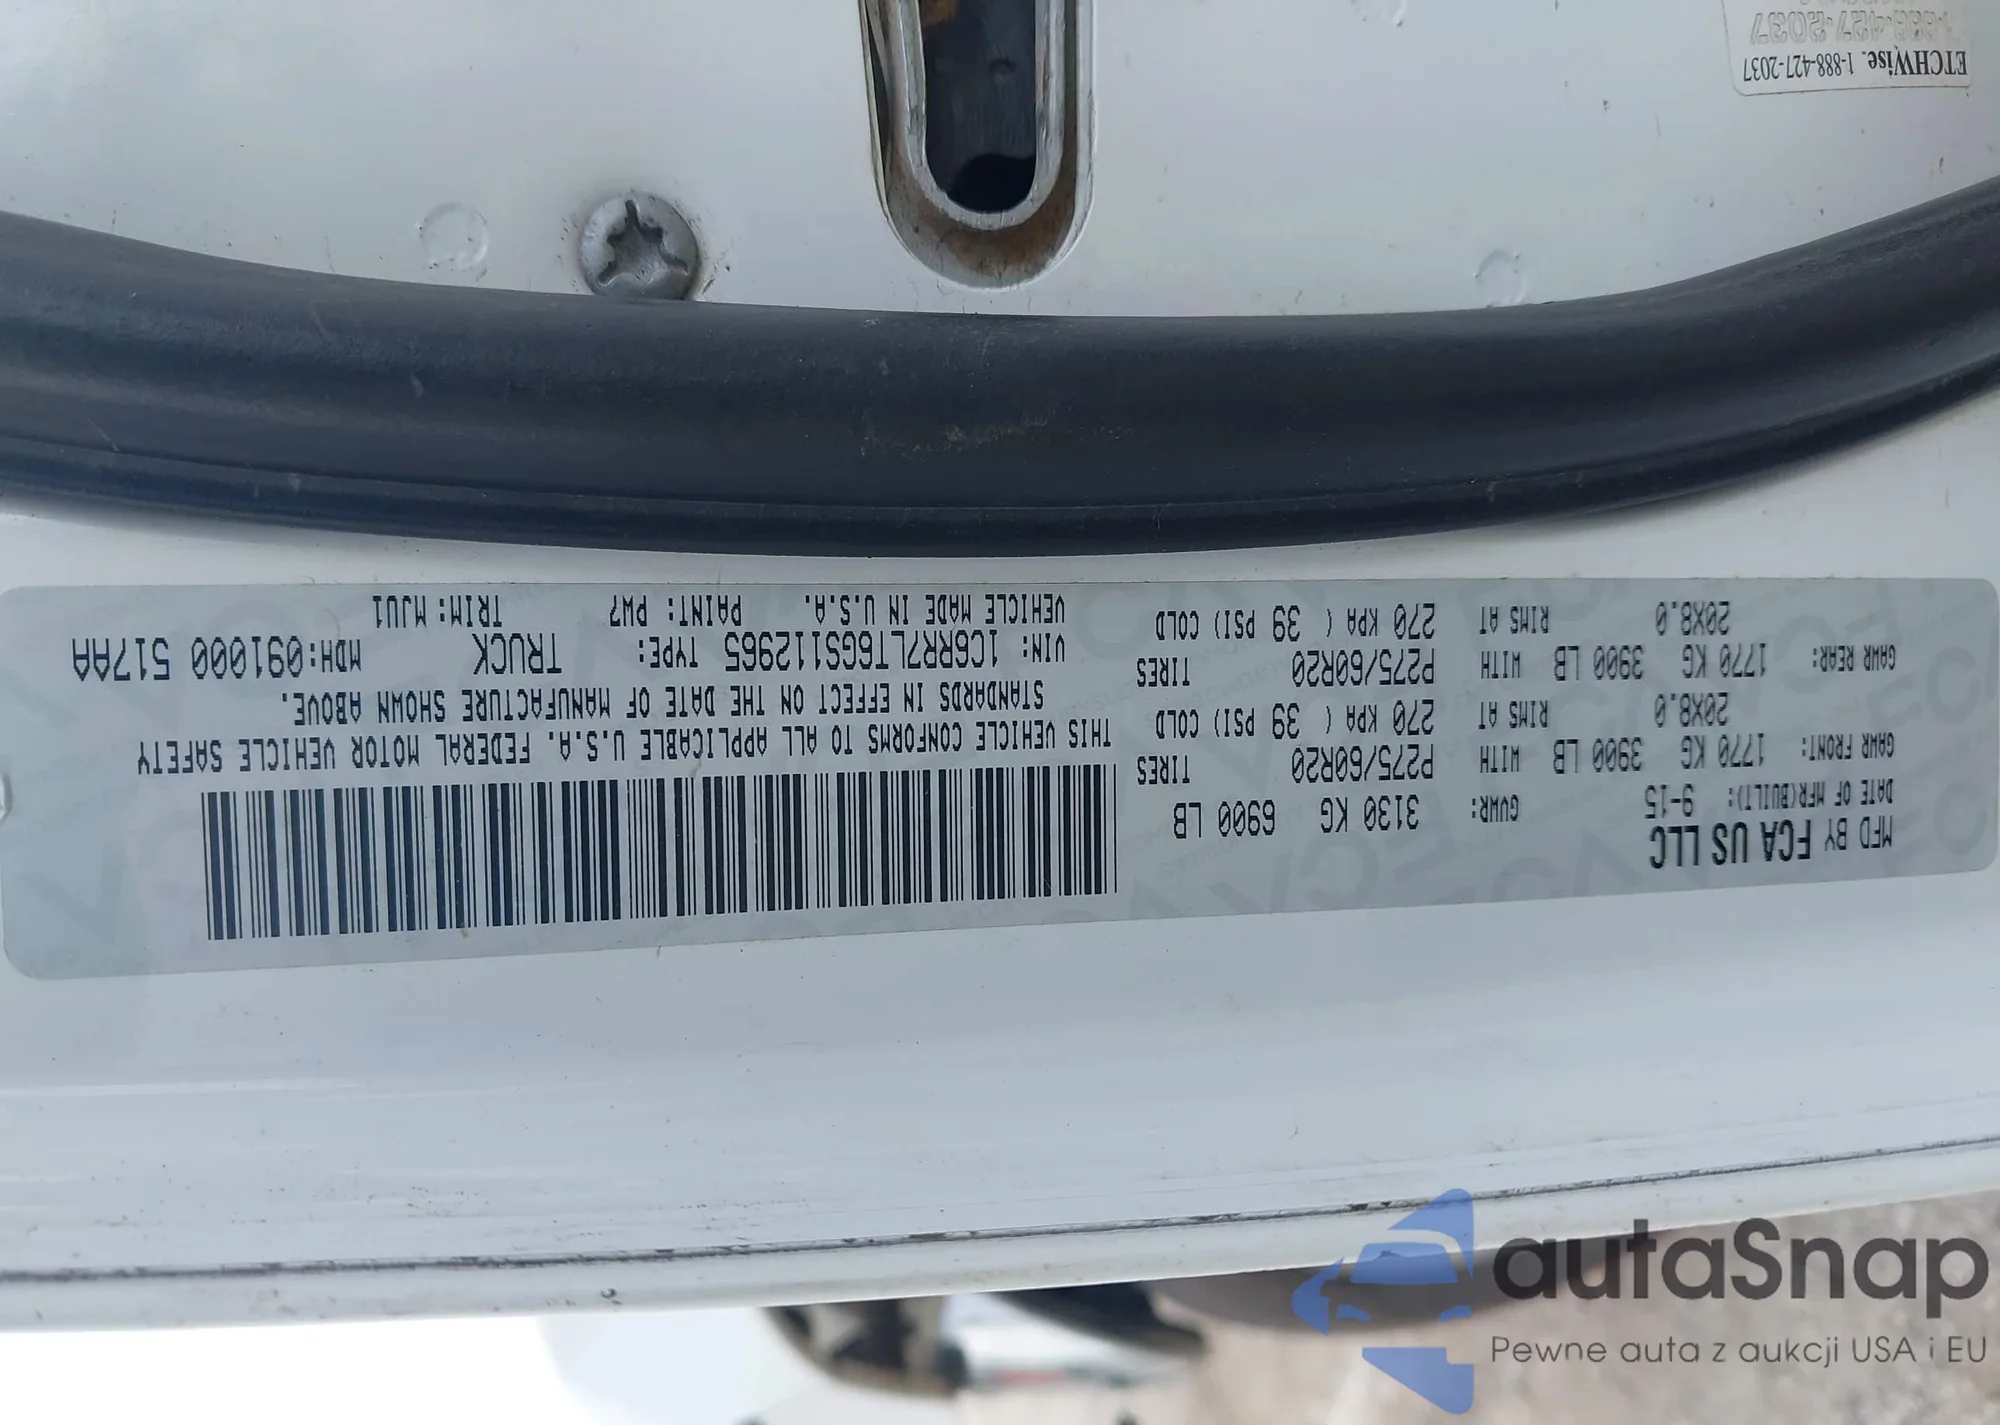 MFD BY FCA US LLC
DATE OF MFR(BUILT): 9-15 GVWR: 3130 KG 6900 LB
GAWR FRONT: 1770 KG 3900 LB WITH P275/60R20 TIRES
20X8.0 RIMS AT 270 KPA ( 39 PSI) COLD
GAWR REAR: 1770 KG 3900 LB WITH P275/60R20 TIRES
20X8.0 RIMS AT 270 KPA ( 39 PSI) COLD
THIS VEHICLE CONFORMS TO ALL APPLICABLE U.S.A. FEDERAL MOTOR VEHICLE SAFETY
STANDARDS IN EFFECT ON THE DATE OF MANUFACTURE SHOWN ABOVE.
VIN: 1C6RR7LT6GS112965 TYPE: TRUCK MDH:091000 517AA
VEHICLE MADE IN U.S.A. PAINT: PW7 TRIM: MJU1
ETCHWise. 1-888-427-2037
autaSnap
Pewne auta z aukcji USA i EU